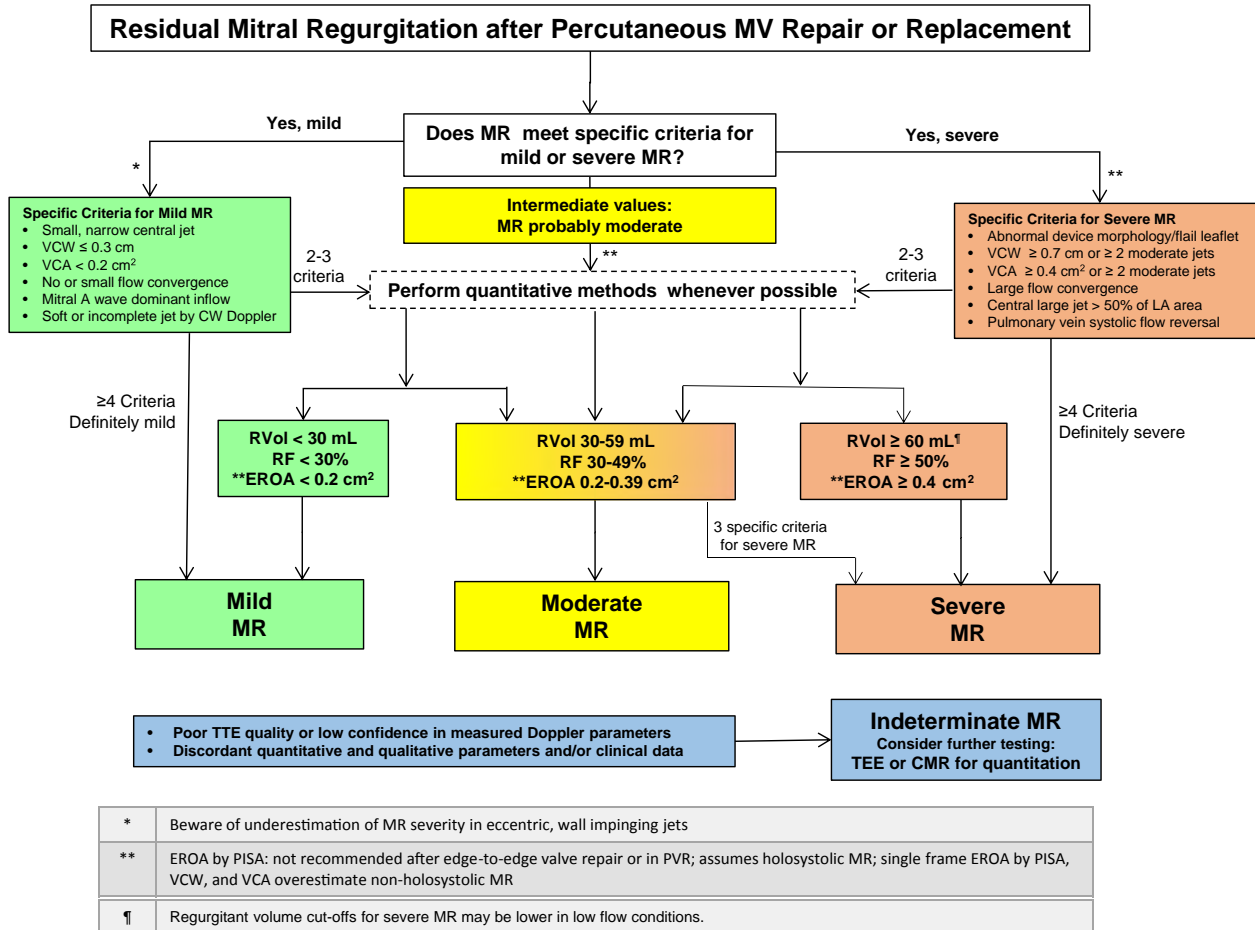 Residual Mitral Regurgitation after Percutaneous MV Repair or Replacement
Yes, mild
Does MR meet specific criteria for
mild or severe MR?
Yes, severe
*
**
Intermediate values:
MR probably moderate
**
Specific Criteria for Mild MR
• Small, narrow central jet
• VCW ≤ 0.3 cm
• VCA < 0.2 cm²
• No or small flow convergence
• Mitral A wave dominant inflow
• Soft or incomplete jet by CW Doppler
2-3
criteria
Perform quantitative methods whenever possible
2-3
criteria
Specific Criteria for Severe MR
• Abnormal device morphology/flail leaflet
• VCW ≥ 0.7 cm or ≥ 2 moderate jets
• VCA ≥ 0.4 cm² or ≥ 2 moderate jets
• Large flow convergence
• Central large jet > 50% of LA area
• Pulmonary vein systolic flow reversal
≥4 Criteria
Definitely mild
RVol < 30 mL
RF < 30%
**EROA < 0.2 cm²
RVol 30-59 mL
RF 30-49%
**EROA 0.2-0.39 cm²
RVol ≥ 60 mL¶
RF ≥ 50%
**EROA ≥ 0.4 cm²
≥4 Criteria
Definitely severe
3 specific criteria
for severe MR
Mild
MR
Moderate
MR
Severe
MR
• Poor TTE quality or low confidence in measured Doppler parameters
• Discordant quantitative and qualitative parameters and/or clinical data
Indeterminate MR
Consider further testing:
TEE or CMR for quantitation
* Beware of underestimation of MR severity in eccentric, wall impinging jets
** EROA by PISA: not recommended after edge-to-edge valve repair or in PVR; assumes holosystolic MR; single frame EROA by PISA,
VCW, and VCA overestimate non-holosystolic MR
¶ Regurgitant volume cut-offs for severe MR may be lower in low flow conditions.